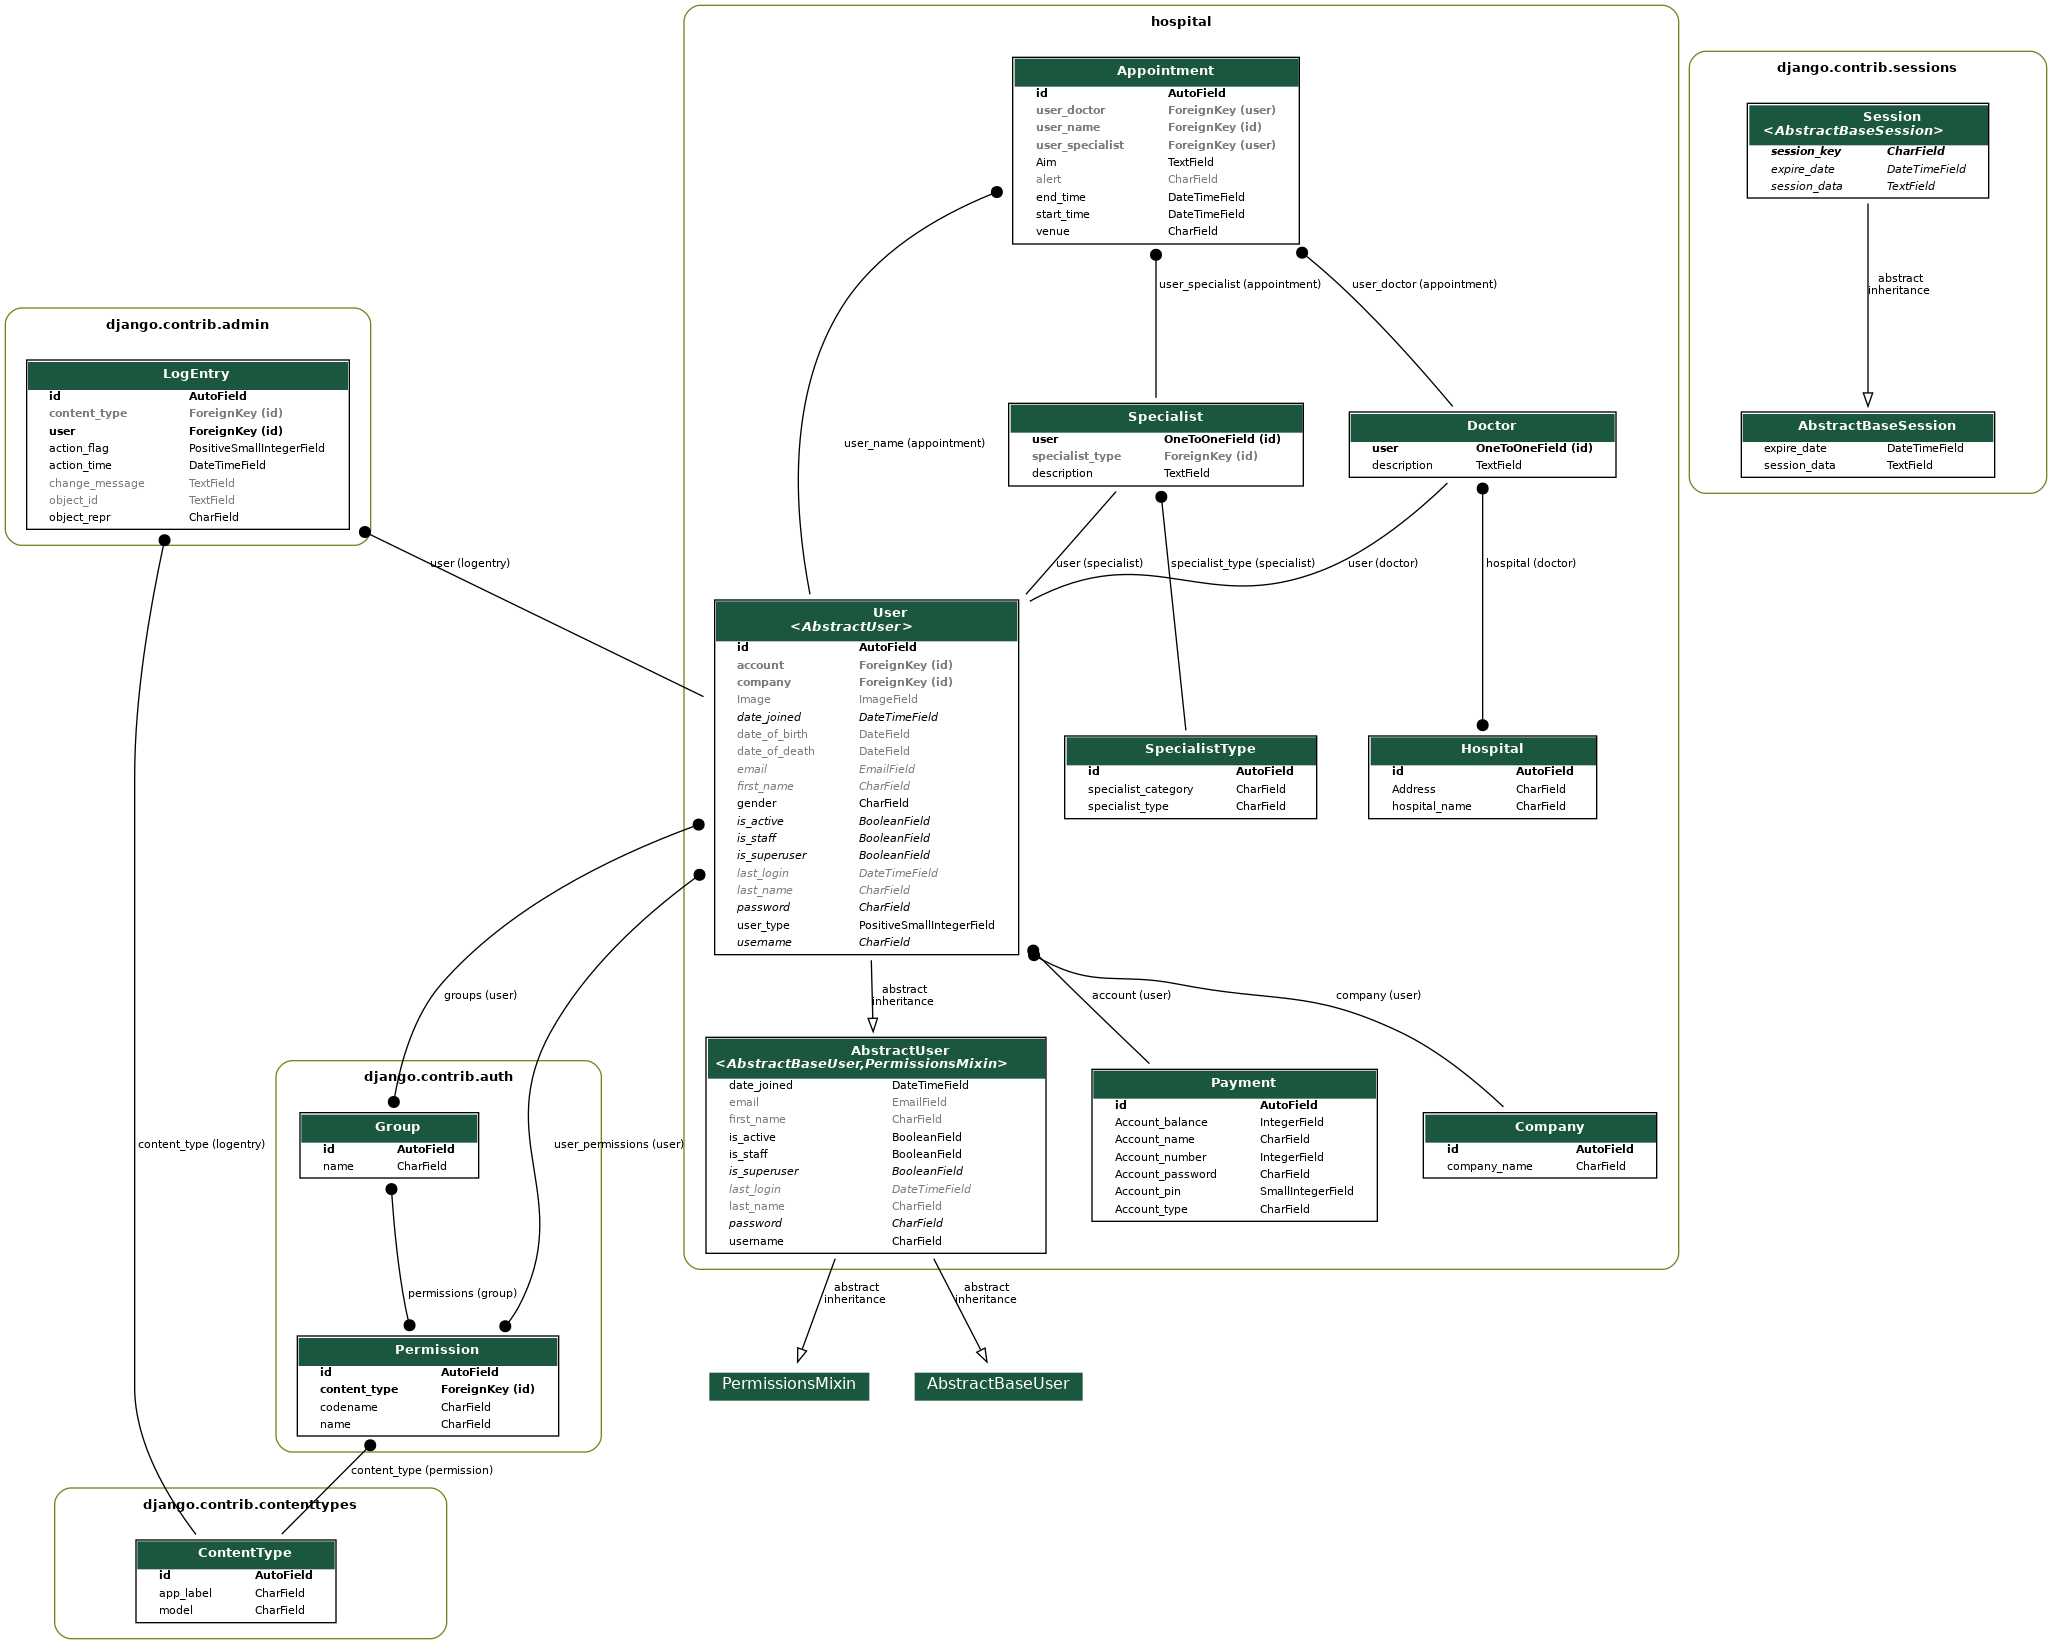 hospital
Appointment
id AutoField
user_doctor ForeignKey (user)
user_name ForeignKey (id)
user_specialist ForeignKey (user)
Aim TextField
alert CharField
end_time DateTimeField
start_time DateTimeField
venue CharField
django.contrib.sessions
Session
<AbstractBaseSession>
session_key CharField
expire_date DateTimeField
session_data TextField
abstract
inheritance
AbstractBaseSession
expire_date DateTimeField
session_data TextField
user_specialist (appointment)
user_doctor (appointment)
user_name (appointment)
django.contrib.admin
LogEntry
id AutoField
content_type ForeignKey (id)
user ForeignKey (id)
action_flag PositiveSmallIntegerField
action_time DateTimeField
change_message TextField
object_id TextField
object_repr CharField
user (logentry)
Specialist
user OneToOneField (id)
specialist_type ForeignKey (id)
description TextField
Doctor
user OneToOneField (id)
description TextField
user (specialist)
specialist_type (specialist)
user (doctor)
hospital (doctor)
User
<AbstractUser>
id AutoField
account ForeignKey (id)
company ForeignKey (id)
Image ImageField
date_joined DateTimeField
date_of_birth DateField
date_of_death DateField
email EmailField
first_name CharField
gender CharField
is_active BooleanField
is_staff BooleanField
is_superuser BooleanField
last_login DateTimeField
last_name CharField
password CharField
user_type PositiveSmallIntegerField
username CharField
SpecialistType
id AutoField
specialist_category CharField
specialist_type CharField
Hospital
id AutoField
Address CharField
hospital_name CharField
groups (user)
abstract
inheritance
account (user)
company (user)
AbstractUser
<AbstractBaseUser,PermissionsMixin>
date_joined DateTimeField
email EmailField
first_name CharField
is_active BooleanField
is_staff BooleanField
is_superuser BooleanField
last_login DateTimeField
last_name CharField
password CharField
username CharField
Payment
id AutoField
Account_balance IntegerField
Account_name CharField
Account_number IntegerField
Account_password CharField
Account_pin SmallIntegerField
Account_type CharField
Company
id AutoField
company_name CharField
django.contrib.auth
Group
id AutoField
name CharField
content_type (logentry)
user_permissions (user)
permissions (group)
Permission
id AutoField
content_type ForeignKey (id)
codename CharField
name CharField
abstract
inheritance
abstract
inheritance
PermissionsMixin
AbstractBaseUser
content_type (permission)
django.contrib.contenttypes
ContentType
id AutoField
app_label CharField
model CharField